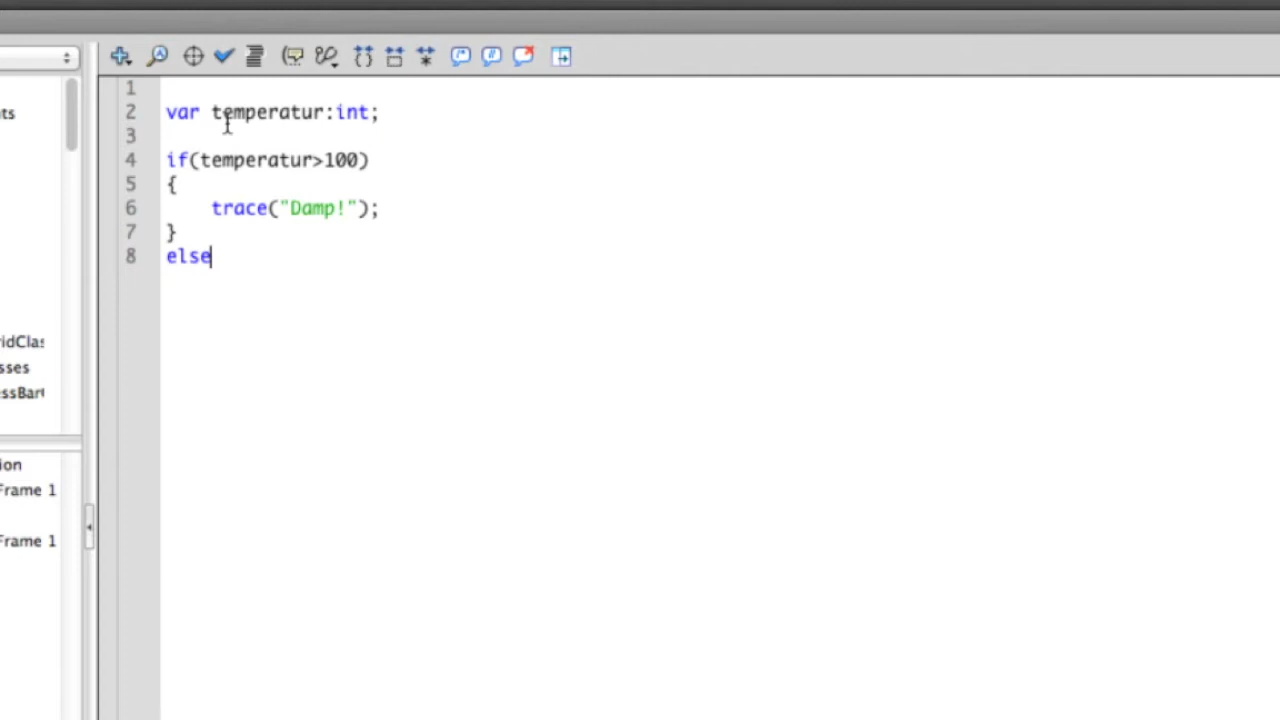 1
2 var temperatur:int;
3
4 if(temperatur>100)
5 {
6 trace("Damp!");
7 }
8 else
ts
idClas
sses
essBar
ion
Frame 1
Frame 1